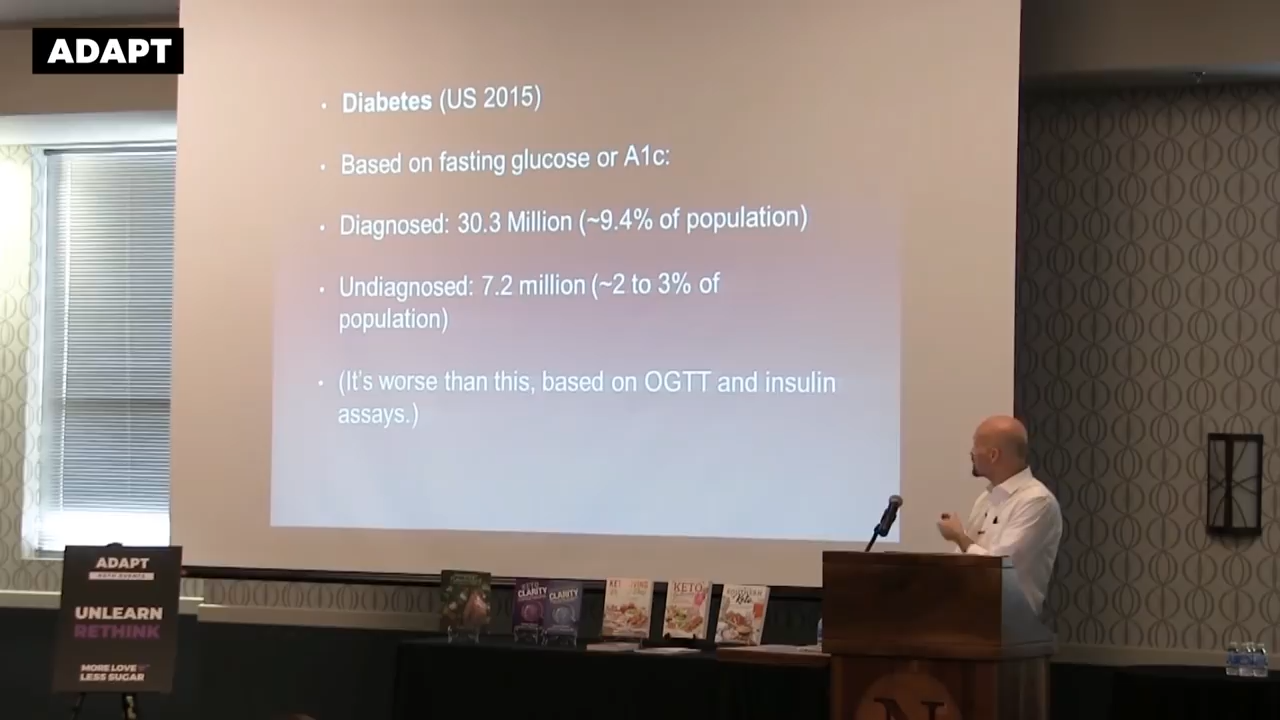 ADAPT
• Diabetes (US 2015)
• Based on fasting glucose or A1c:
• Diagnosed: 30.3 Million (~9.4% of population)
• Undiagnosed: 7.2 million (~2 to 3% of
population)
• (It's worse than this, based on OGTT and insulin
assays.)
ADAPT
UNLEARN
RETHINK
MORE LOVE
LESS SUGAR
KETO
CLARITY
CLARITY
KETO
N